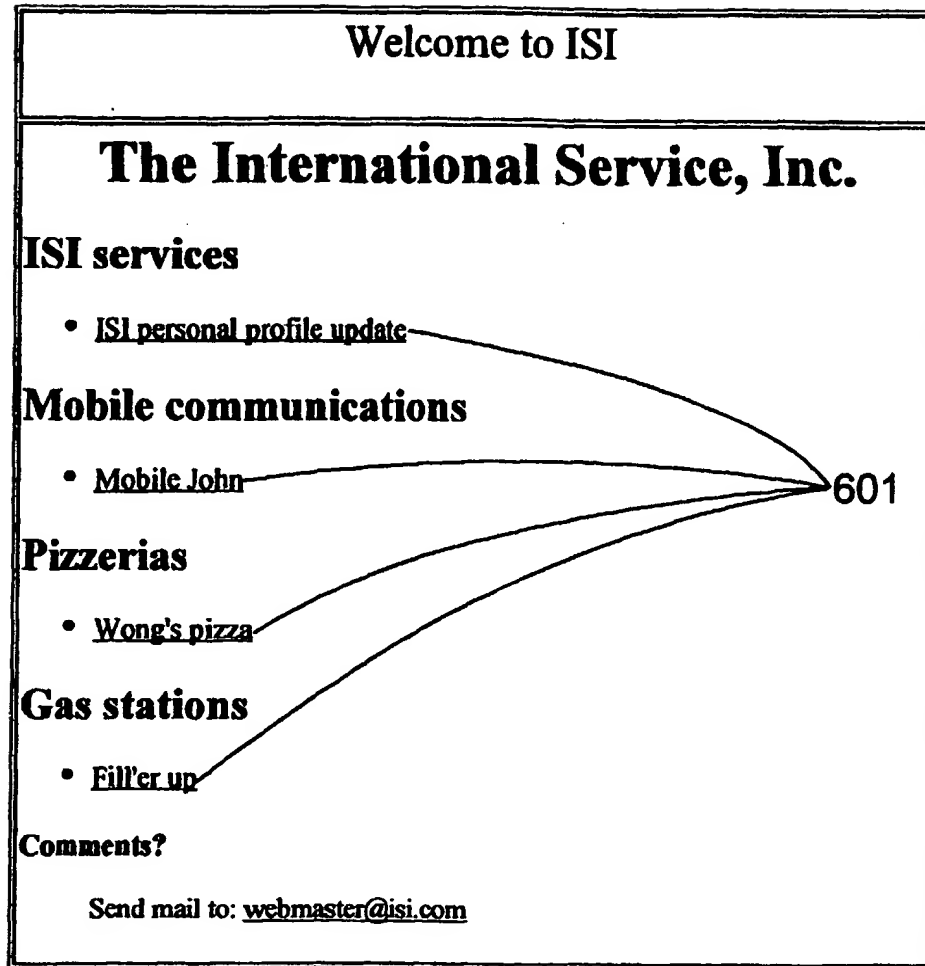 Welcome to ISI
The International Service, Inc.
ISI services
• ISI personal profile update
Mobile communications
• Mobile John
601
Pizzerias
• Wong's pizza
Gas stations
• Fill'er up
Comments?
Send mail to: webmaster@isi.com